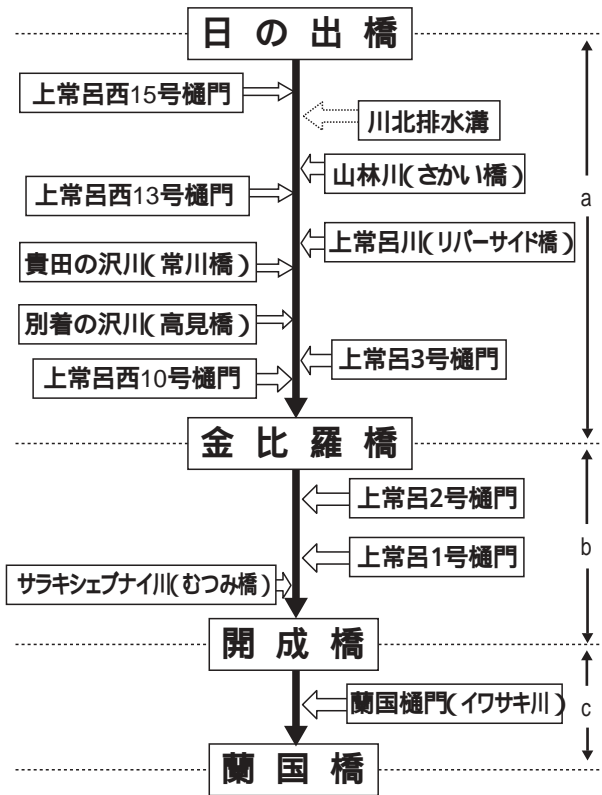 日の出橋
上常呂西15号樋門
川北排水溝
山林川(さかい橋)
上常呂西13号樋門
a
上常呂川(リバーサイド橋)
貴田の沢川(常川橋)
別着の沢川(高見橋)
上常呂3号樋門
上常呂西10号樋門
金比羅橋
上常呂2号樋門
上常呂1号樋門
b
サラキシェプナイ川(むつみ橋)
開成橋
蘭国樋門(イワサキ川)
c
蘭国橋